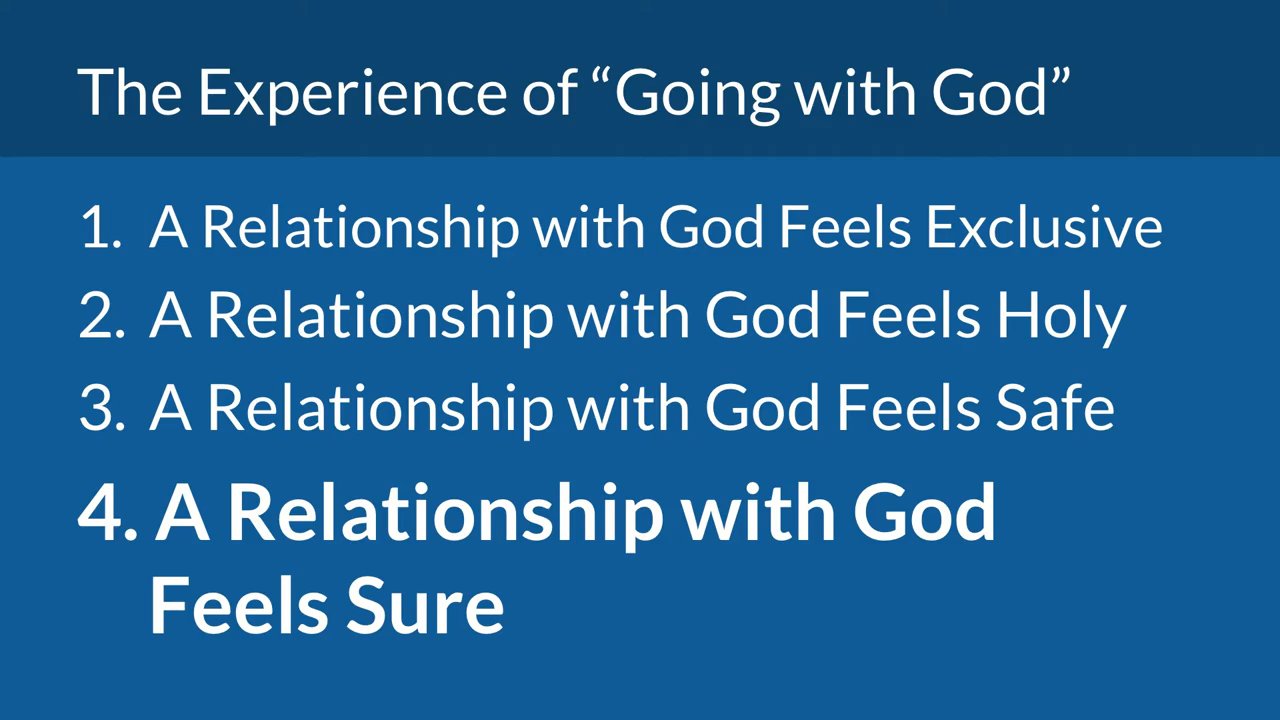 The Experience of “Going with God”
1. A Relationship with God Feels Exclusive
2. A Relationship with God Feels Holy
3. A Relationship with God Feels Safe
4. A Relationship with God
Feels Sure